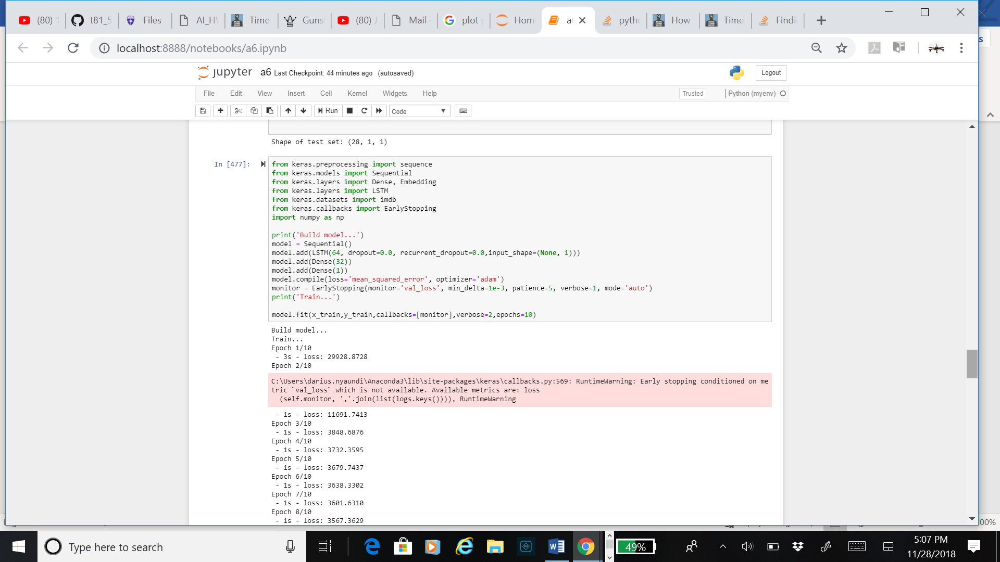 (80) 1
t81_5
Files
AI_H
Time
Guns
(80) J
Mail
plot
Hom
a
pyth
How
Time
Findi
localhost:8888/notebooks/a6.ipynb
jupyter a6 Last Checkpoint: 44 minutes ago (autosaved)
Logout
File Edit View Insert Cell Kernel Widgets Help
Trusted
Python (myenv)
Run
Code
Shape of test set: (28, 1, 1)
In [477]:
from keras.preprocessing import sequence
from keras.models import Sequential
from keras.layers import Dense, Embedding
from keras.layers import LSTM
from keras.datasets import imdb
from keras.callbacks import EarlyStopping
import numpy as np
print('Build model...')
model = Sequential()
model.add(LSTM(64, dropout=0.0, recurrent_dropout=0.0,input_shape=(None, 1)))
model.add(Dense(32))
model.add(Dense(1))
model.compile(loss='mean_squared_error', optimizer='adam')
monitor = EarlyStopping(monitor='val_loss', min_delta=1e-3, patience=5, verbose=1, mode='auto')
print('Train...')
model.fit(x_train,y_train,callbacks=[monitor],verbose=2,epochs=10)
Build model...
Train...
Epoch 1/10
- 3s - loss: 29928.8728
Epoch 2/10
C:\Users\darius.nyaundi\Anaconda3\lib\site-packages\keras\callbacks.py:569: RuntimeWarning: Early stopping conditioned on me
tric `val_loss` which is not available. Available metrics are: loss
(self.monitor, ','.join(list(logs.keys()))), RuntimeWarning
- 1s - loss: 11691.7413
Epoch 3/10
- 1s - loss: 3848.6876
Epoch 4/10
- 1s - loss: 3732.3595
Epoch 5/10
- 1s - loss: 3679.7437
Epoch 6/10
- 1s - loss: 3638.3302
Epoch 7/10
- 1s - loss: 3601.6310
Epoch 8/10
- 1s - loss: 3567.3629
00%
Type here to search
49%
5:07 PM
11/28/2018